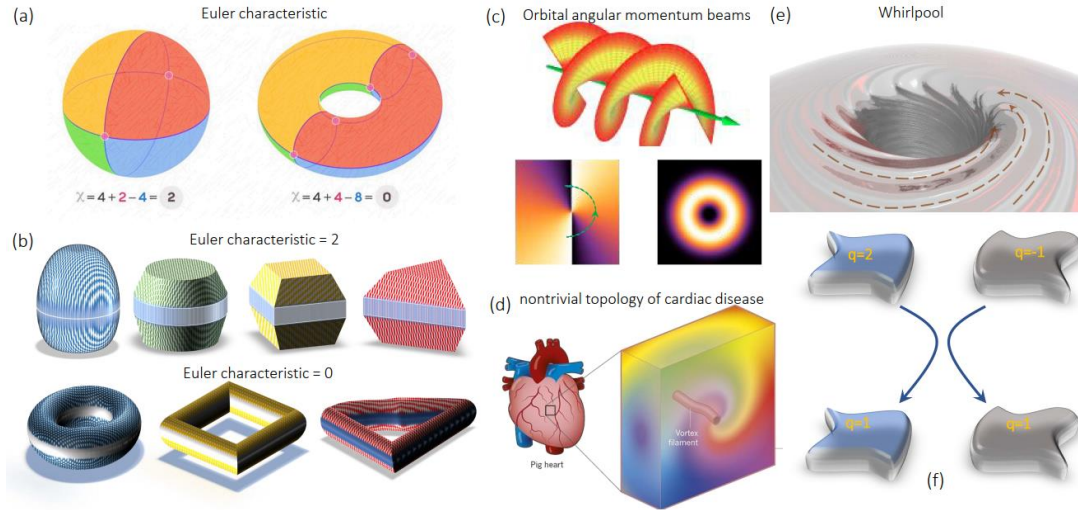 (a)
Euler characteristic
χ=4+2−4= 2
χ=4+4−8= 0
(b)
Euler characteristic = 2
Euler characteristic = 0
(c)
Orbital angular momentum beams
(d)
nontrivial topology of cardiac disease
Vortex
filament
Pig heart
(e)
Whirlpool
q=2
q=-1
q=1
q=1
(f)